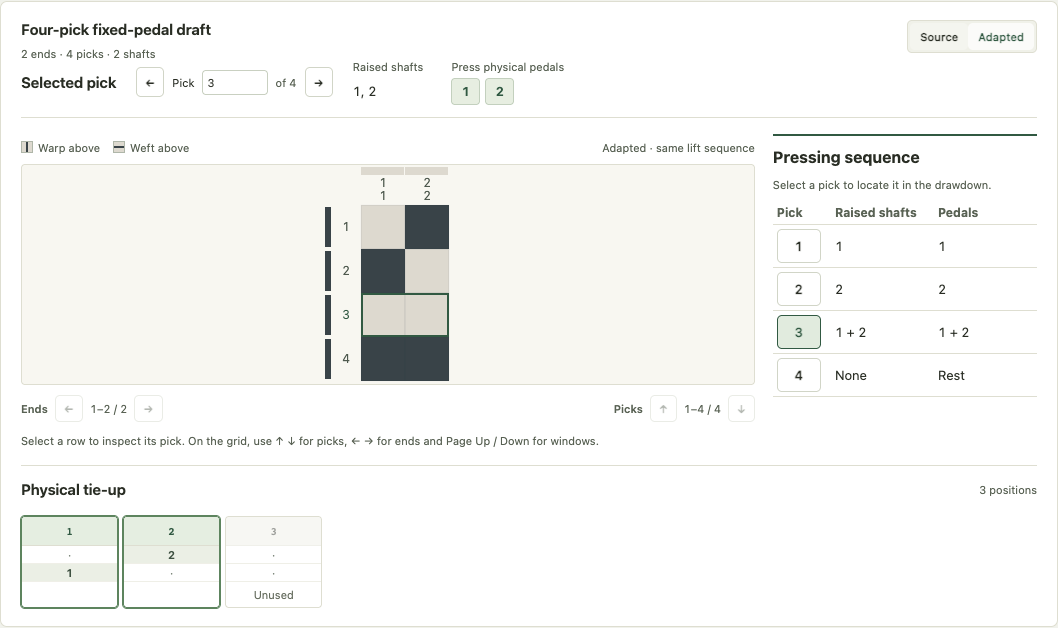 Four-pick fixed-pedal draft
2 ends · 4 picks · 2 shafts
Source Adapted
Selected pick ← Pick 3 of 4 →
Raised shafts
1, 2
Press physical pedals
1 2
Warp above Weft above
Adapted · same lift sequence
1 2
1 2
1
2
3
4
Ends ← 1–2 / 2 →
Picks ↑ 1–4 / 4 ↓
Select a row to inspect its pick. On the grid, use ↑ ↓ for picks, ← → for ends and Page Up / Down for windows.
Pressing sequence
Select a pick to locate it in the drawdown.
Pick Raised shafts Pedals
1 1 1
2 2 2
3 1 + 2 1 + 2
4 None Rest
Physical tie-up
3 positions
1 2 3
· 2 ·
1 · ·
Unused